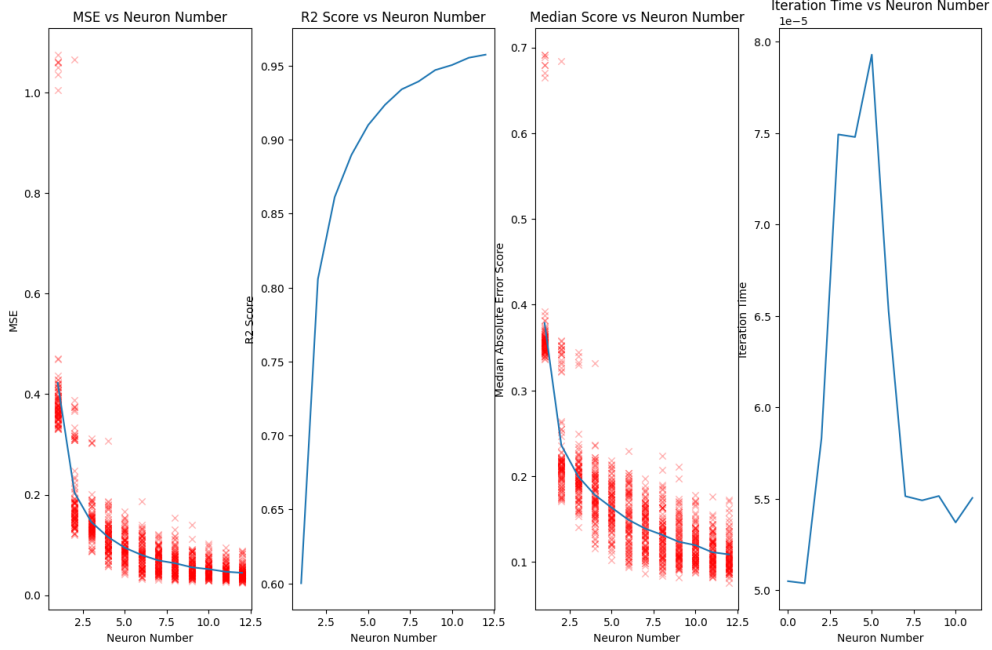 MSE vs Neuron Number
MSE
1.0
0.8
0.6
0.4
0.2
0.0
2.5 5.0 7.5 10.0 12.5
Neuron Number
R2 Score vs Neuron Number
R2 Score
0.95
0.90
0.85
0.80
0.75
0.70
0.65
0.60
2.5 5.0 7.5 10.0 12.5
Neuron Number
Median Score vs Neuron Number
Median Absolute Error Score
0.7
0.6
0.5
0.4
0.3
0.2
0.1
2.5 5.0 7.5 10.0 12.5
Neuron Number
Iteration Time vs Neuron Number
1e−5
Iteration Time
8.0
7.5
7.0
6.5
6.0
5.5
5.0
0.0 2.5 5.0 7.5 10.0
Neuron Number